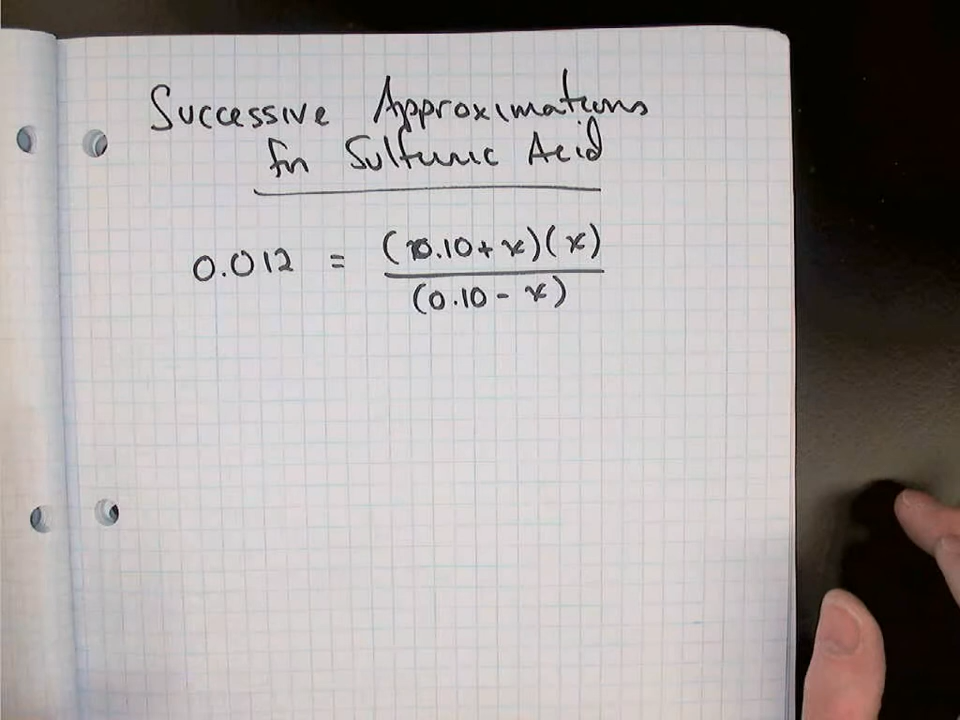 Successive Approximations
for Sulfuric Acid
0.012 = (0.10 + x)(x)
(0.10 - x)